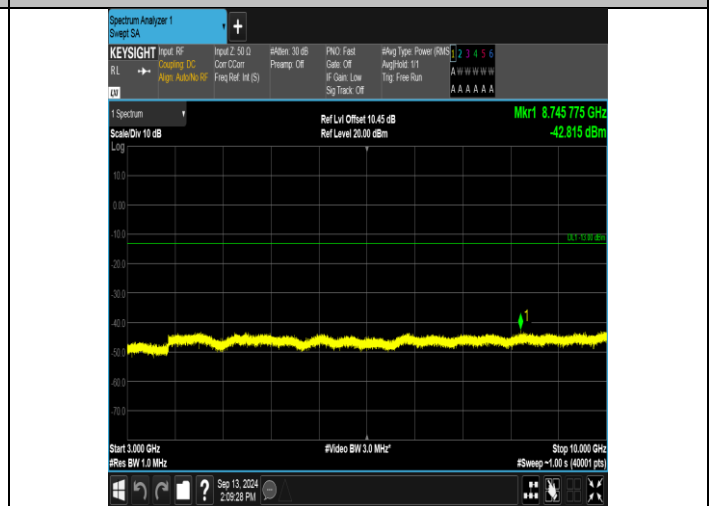 Spectrum Analyzer 1
Swept SA
+
KEYSIGHT Input: RF Input Z: 50 Ω #Atten: 30 dB PNO: Fast #Avg Type: Power (RMS 1 2 3 4 5 6
RL Coupling: DC Corr CCorr Preamp: Off Gate: Off Avg|Hold: 1/1 A W W W W W
Align: Auto/No RF Freq Ref: Int (S) IF Gain: Low Trig: Free Run
LXI Sig Track: Off A A A A A A
1 Spectrum Ref Lvl Offset 10.45 dB Mkr1 8.745 775 GHz
Scale/Div 10 dB Ref Level 20.00 dBm -42.815 dBm
Log
10.0
0.00
-10.0
DL1 -13.00 dBm
-20.0
-30.0
-40.0
1
-50.0
-60.0
-70.0
Start 3.000 GHz #Video BW 3.0 MHz* Stop 10.000 GHz
#Res BW 1.0 MHz #Sweep ~1.00 s (40001 pts)
? Sep 13, 2024
2:09:28 PM